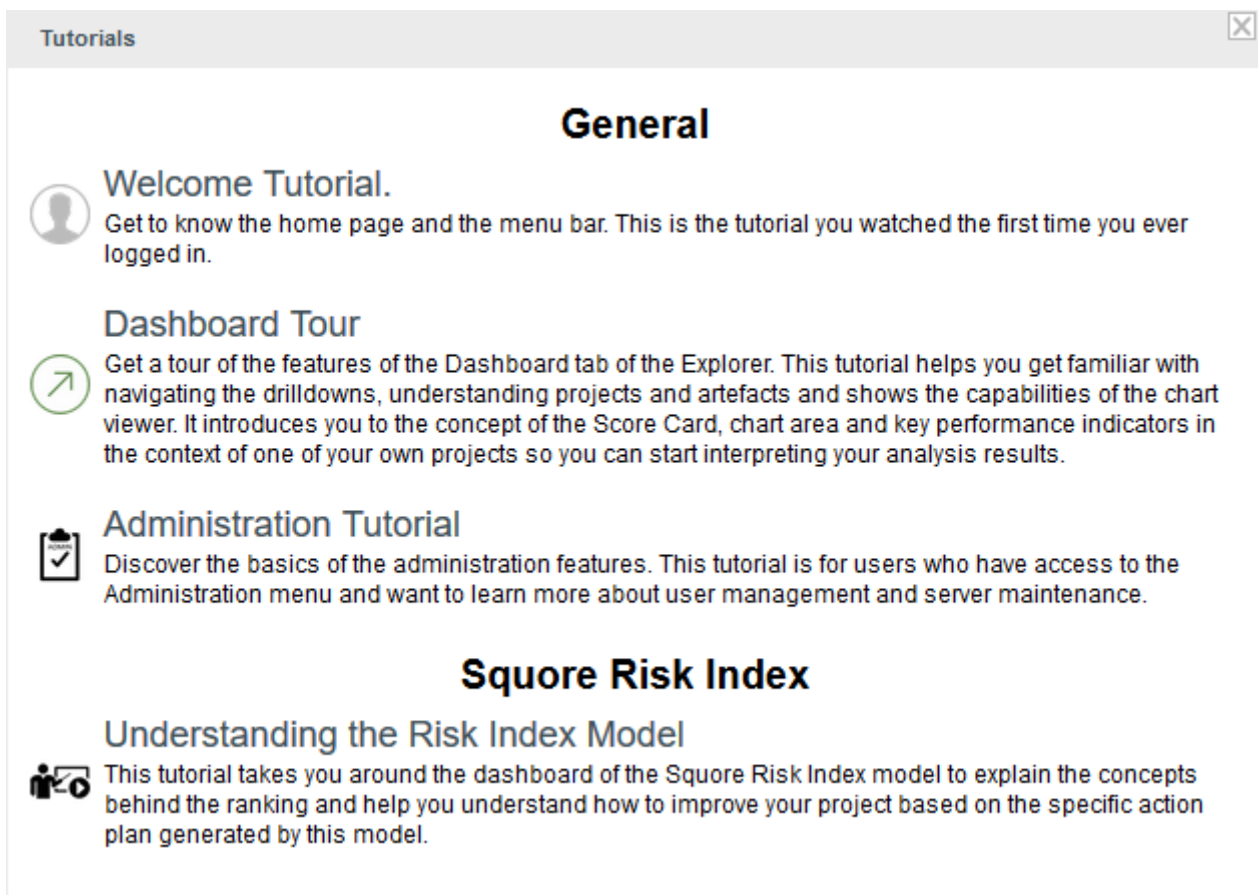 Tutorials
General
Welcome Tutorial.
Get to know the home page and the menu bar. This is the tutorial you watched the first time you ever
logged in.
Dashboard Tour
Get a tour of the features of the Dashboard tab of the Explorer. This tutorial helps you get familiar with
navigating the drilldowns, understanding projects and artefacts and shows the capabilities of the chart
viewer. It introduces you to the concept of the Score Card, chart area and key performance indicators in
the context of one of your own projects so you can start interpreting your analysis results.
ADMIN
Administration Tutorial
Discover the basics of the administration features. This tutorial is for users who have access to the
Administration menu and want to learn more about user management and server maintenance.
Squore Risk Index
Understanding the Risk Index Model
This tutorial takes you around the dashboard of the Squore Risk Index model to explain the concepts
behind the ranking and help you understand how to improve your project based on the specific action
plan generated by this model.